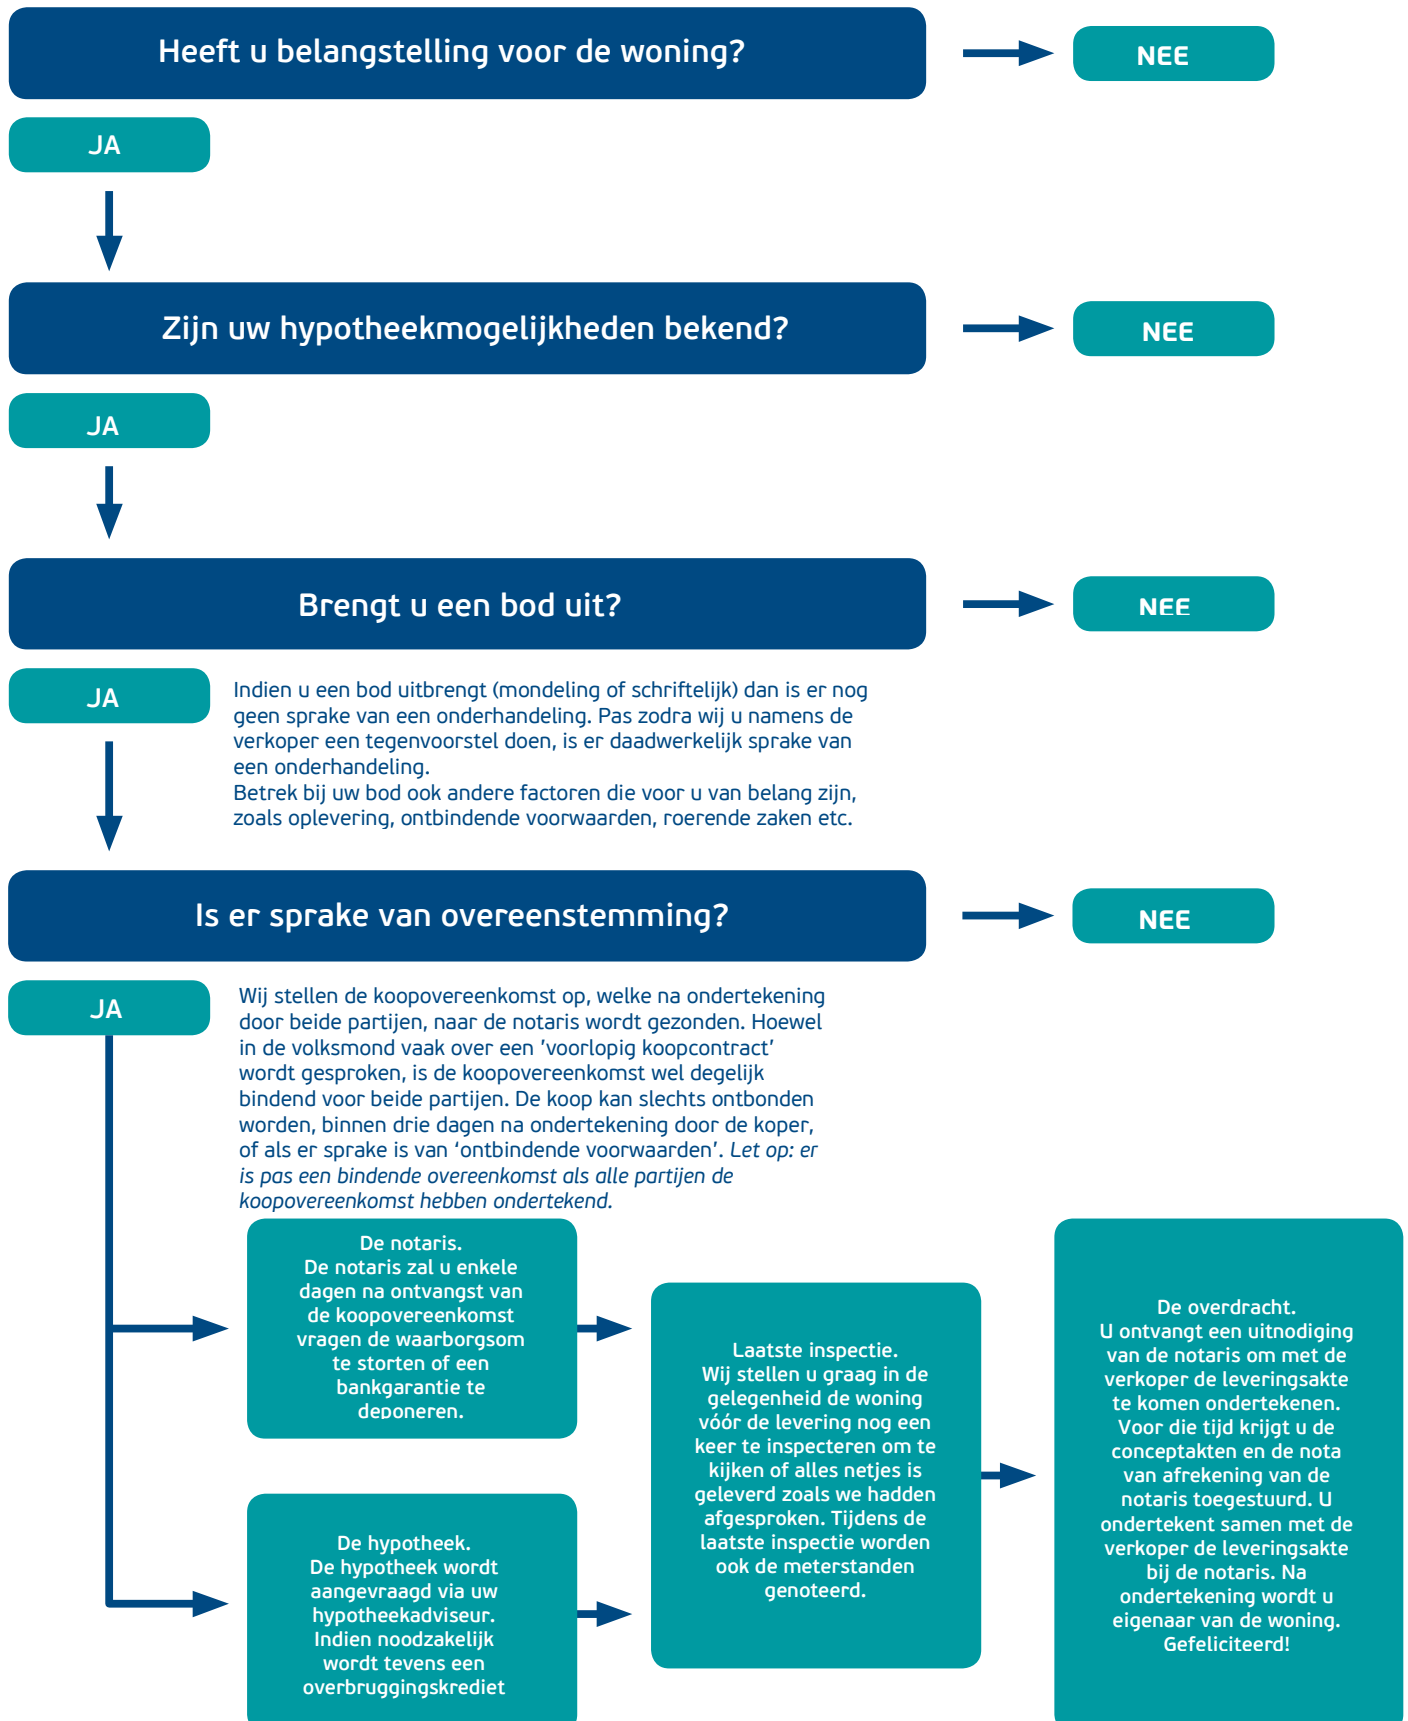 Heeft u belangstelling voor de woning?
NEE
JA
Zijn uw hypotheekmogelijkheden bekend?
NEE
JA
Brengt u een bod uit?
NEE
JA
Indien u een bod uitbrengt (mondeling of schriftelijk) dan is er nog
geen sprake van een onderhandeling. Pas zodra wij u namens de
verkoper een tegenvoorstel doen, is er daadwerkelijk sprake van
een onderhandeling.
Betrek bij uw bod ook andere factoren die voor u van belang zijn,
zoals oplevering, ontbindende voorwaarden, roerende zaken etc.
Is er sprake van overeenstemming?
NEE
JA
Wij stellen de koopovereenkomst op, welke na ondertekening
door beide partijen, naar de notaris wordt gezonden. Hoewel
in de volksmond vaak over een ’voorlopig koopcontract’
wordt gesproken, is de koopovereenkomst wel degelijk
bindend voor beide partijen. De koop kan slechts ontbonden
worden, binnen drie dagen na ondertekening door de koper,
of als er sprake is van ‘ontbindende voorwaarden’. Let op: er
is pas een bindende overeenkomst als alle partijen de
koopovereenkomst hebben ondertekend.
De notaris.
De notaris zal u enkele
dagen na ontvangst van
de koopovereenkomst
vragen de waarborgsom
te storten of een
bankgarantie te
deponeren.
De hypotheek.
De hypotheek wordt
aangevraagd via uw
hypotheekadviseur.
Indien noodzakelijk
wordt tevens een
overbruggingskrediet
Laatste inspectie.
Wij stellen u graag in de
gelegenheid de woning
vóór de levering nog een
keer te inspecteren om te
kijken of alles netjes is
geleverd zoals we hadden
afgesproken. Tijdens de
laatste inspectie worden
ook de meterstanden
genoteerd.
De overdracht.
U ontvangt een uitnodiging
van de notaris om met de
verkoper de leveringsakte
te komen ondertekenen.
Voor die tijd krijgt u de
conceptakten en de nota
van afrekening van de
notaris toegestuurd. U
ondertekent samen met de
verkoper de leveringsakte
bij de notaris. Na
ondertekening wordt u
eigenaar van de woning.
Gefeliciteerd!